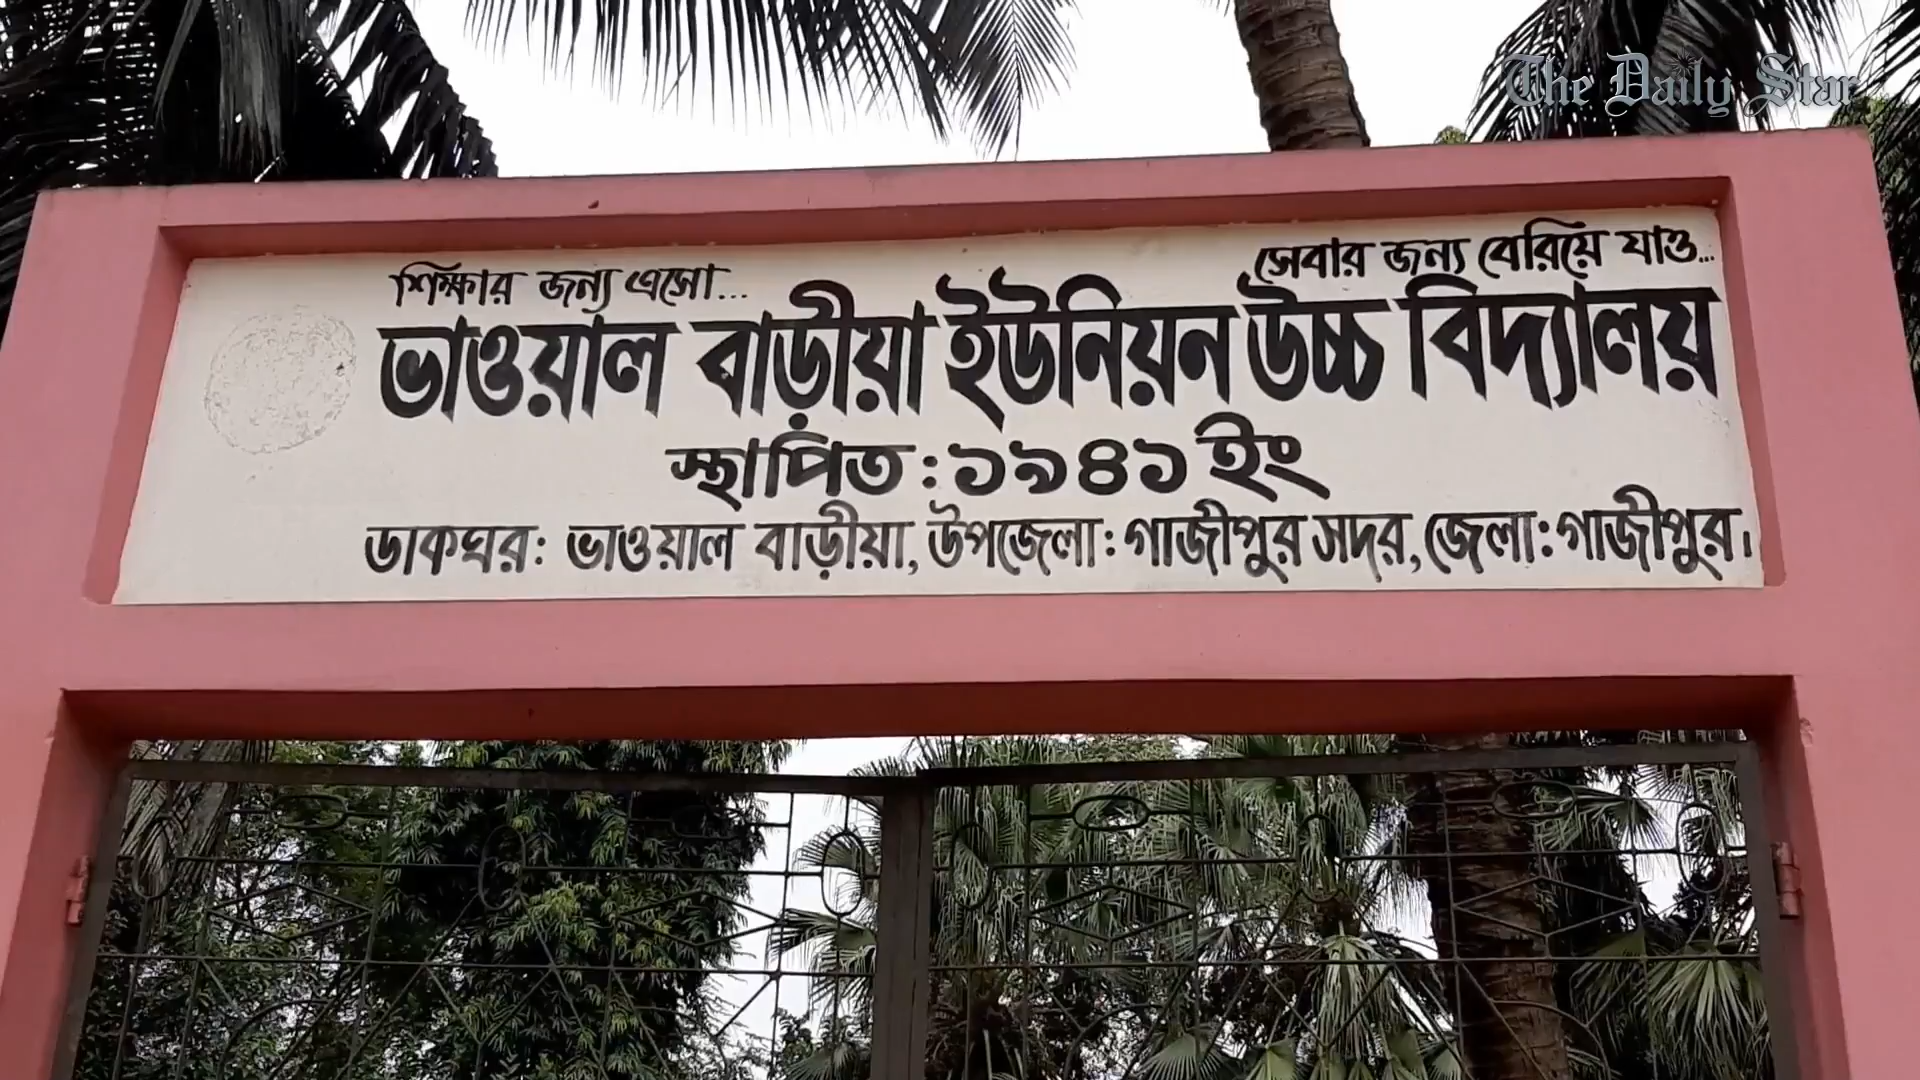 The Daily Star
শিক্ষার জন্য এসো... সেবার জন্য বেরিয়ে যাও...
ভাওয়াল বাড়ীয়া ইউনিয়ন উচ্চ বিদ্যালয়
স্থাপিত : ১৯৪১ ইং
ডাকঘর: ভাওয়াল বাড়ীয়া, উপজেলা: গাজীপুর সদর, জেলা: গাজীপুর।